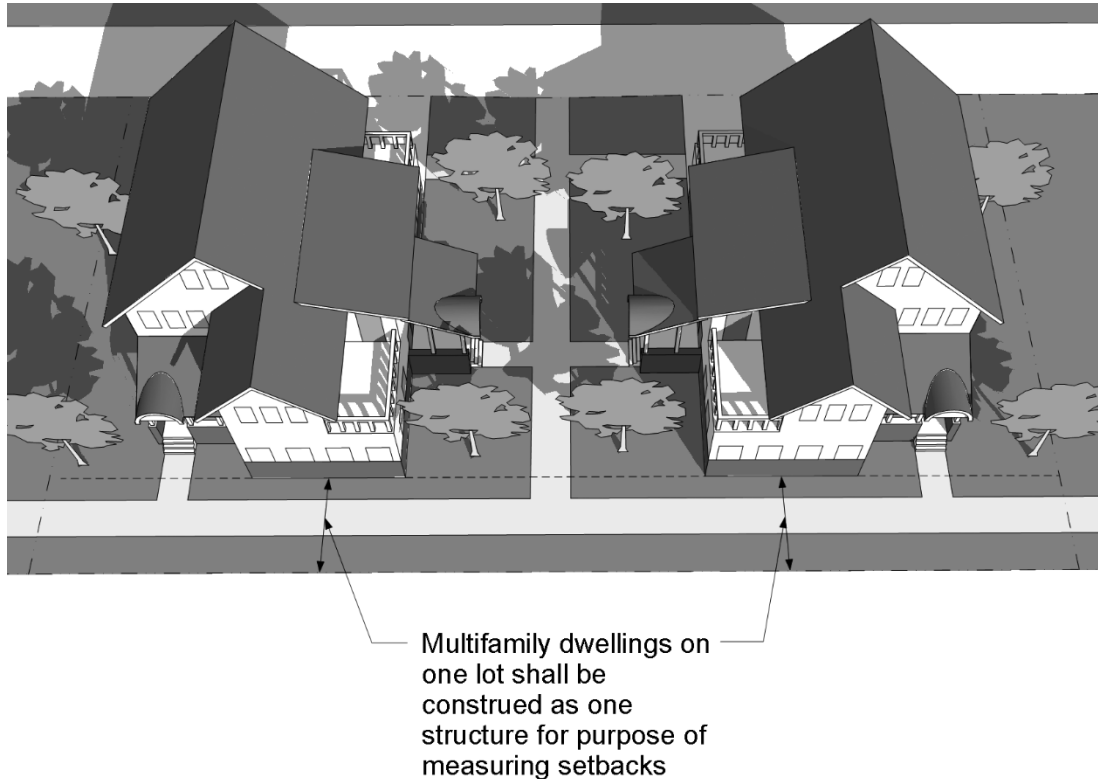 Multifamily dwellings on
one lot shall be
construed as one
structure for purpose of
measuring setbacks